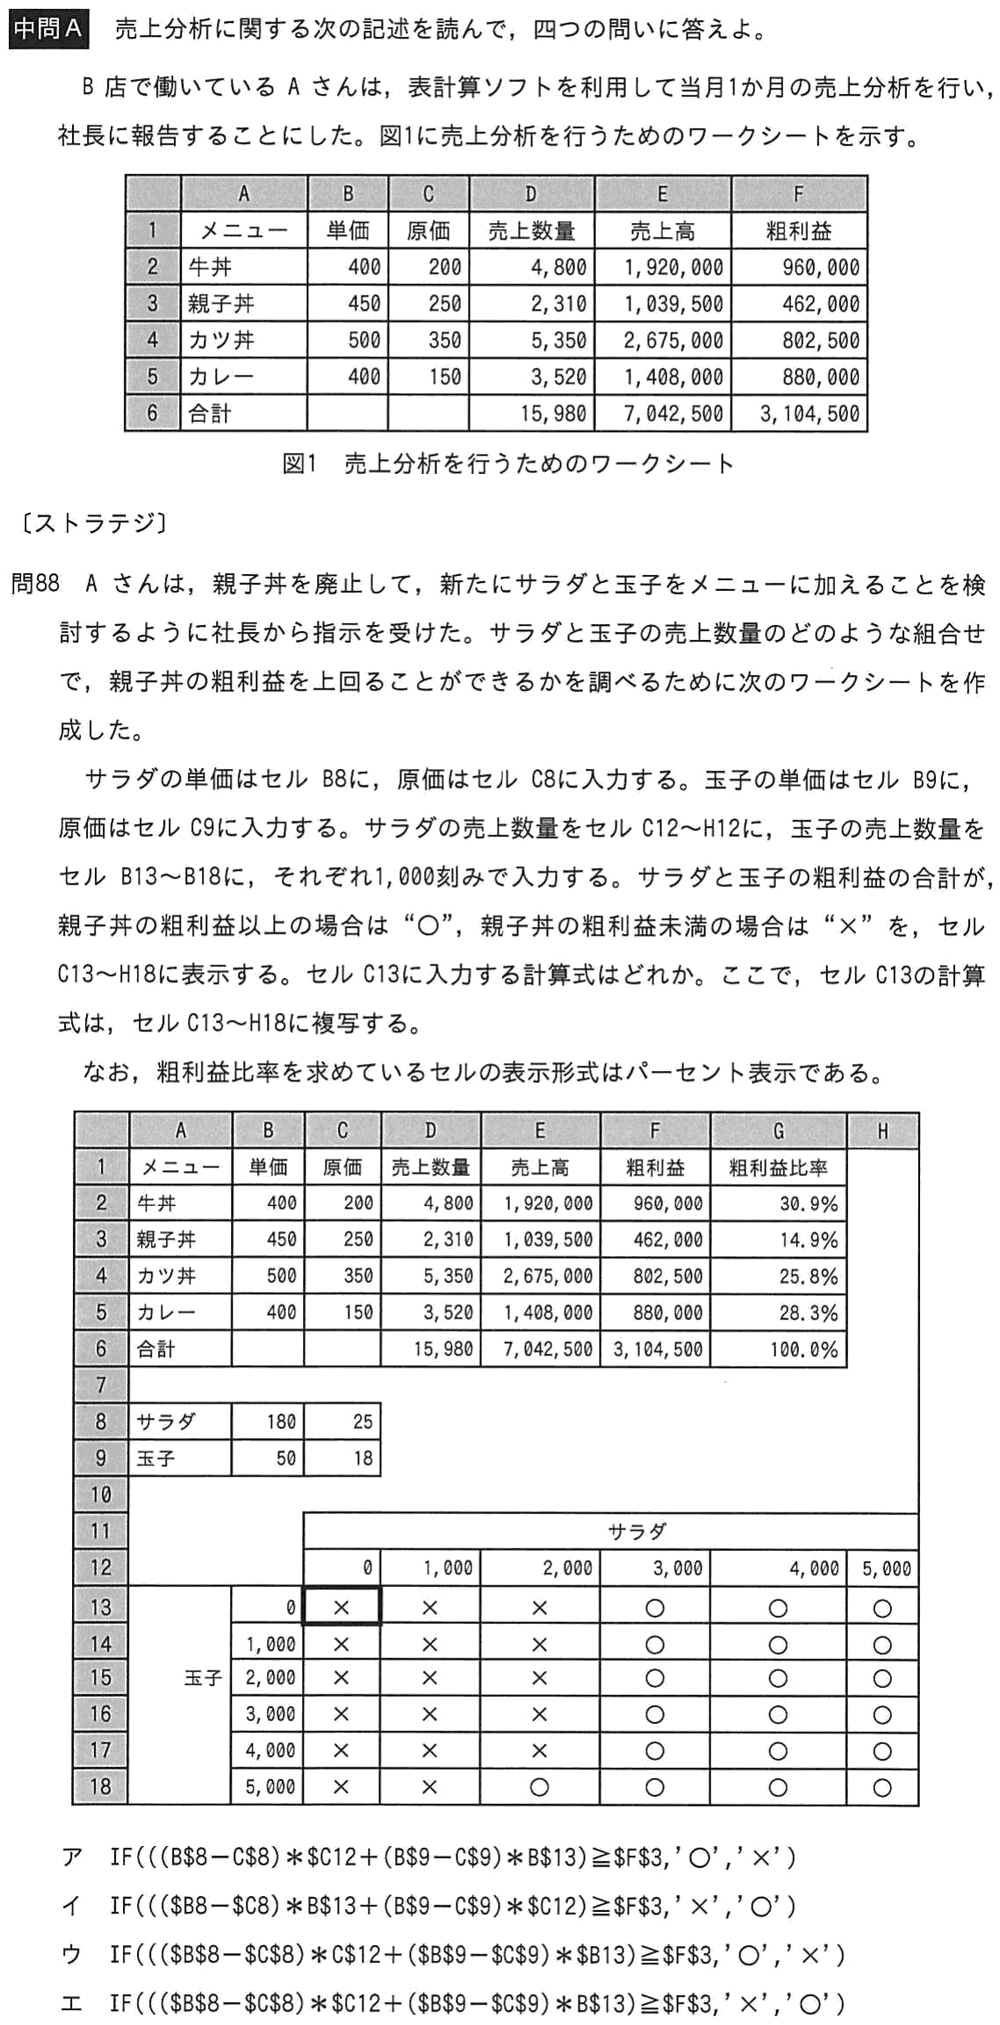 中問A 売上分析に関する次の記述を読んで，四つの問いに答えよ。
B 店で働いている A さんは，表計算ソフトを利用して当月1か月の売上分析を行い，
社長に報告することにした。図1に売上分析を行うためのワークシートを示す。
A B C D E F
1 メニュー 単価 原価 売上数量 売上高 粗利益
2 牛丼 400 200 4,800 1,920,000 960,000
3 親子丼 450 250 2,310 1,039,500 462,000
4 カツ丼 500 350 5,350 2,675,000 802,500
5 カレー 400 150 3,520 1,408,000 880,000
6 合計 15,980 7,042,500 3,104,500
図1 売上分析を行うためのワークシート
〔ストラテジ〕
問88 A さんは，親子丼を廃止して，新たにサラダと玉子をメニューに加えることを検
討するように社長から指示を受けた。サラダと玉子の売上数量のどのような組合せ
で，親子丼の粗利益を上回ることができるかを調べるために次のワークシートを作
成した。
サラダの単価はセル B8に，原価はセル C8に入力する。玉子の単価はセル B9に，
原価はセル C9に入力する。サラダの売上数量をセル C12～H12に，玉子の売上数量を
セル B13～B18に，それぞれ1,000刻みで入力する。サラダと玉子の粗利益の合計が，
親子丼の粗利益以上の場合は“○”，親子丼の粗利益未満の場合は“×”を，セル
C13～H18に表示する。セル C13に入力する計算式はどれか。ここで，セル C13の計算
式は，セル C13～H18に複写する。
なお，粗利益比率を求めているセルの表示形式はパーセント表示である。
A B C D E F G H
1 メニュー 単価 原価 売上数量 売上高 粗利益 粗利益比率
2 牛丼 400 200 4,800 1,920,000 960,000 30.9%
3 親子丼 450 250 2,310 1,039,500 462,000 14.9%
4 カツ丼 500 350 5,350 2,675,000 802,500 25.8%
5 カレー 400 150 3,520 1,408,000 880,000 28.3%
6 合計 15,980 7,042,500 3,104,500 100.0%
7
8 サラダ 180 25
9 玉子 50 18
10
11 サラダ
12 0 1,000 2,000 3,000 4,000 5,000
13 0 × × × ○ ○ ○
14 1,000 × × × ○ ○ ○
15 玉子 2,000 × × × ○ ○ ○
16 3,000 × × × ○ ○ ○
17 4,000 × × × ○ ○ ○
18 5,000 × × ○ ○ ○ ○
ア IF(((B$8－C$8)＊$C12＋(B$9－C$9)＊B$13)≧$F$3,'○','×')
イ IF((($B8－$C8)＊B$13＋(B$9－C$9)＊$C12)≧$F$3,'×','○')
ウ IF((($B$8－$C$8)＊C$12＋($B$9－$C$9)＊$B13)≧$F$3,'○','×')
エ IF((($B$8－$C$8)＊$C12＋($B$9－$C$9)＊B$13)≧$F$3,'×','○')